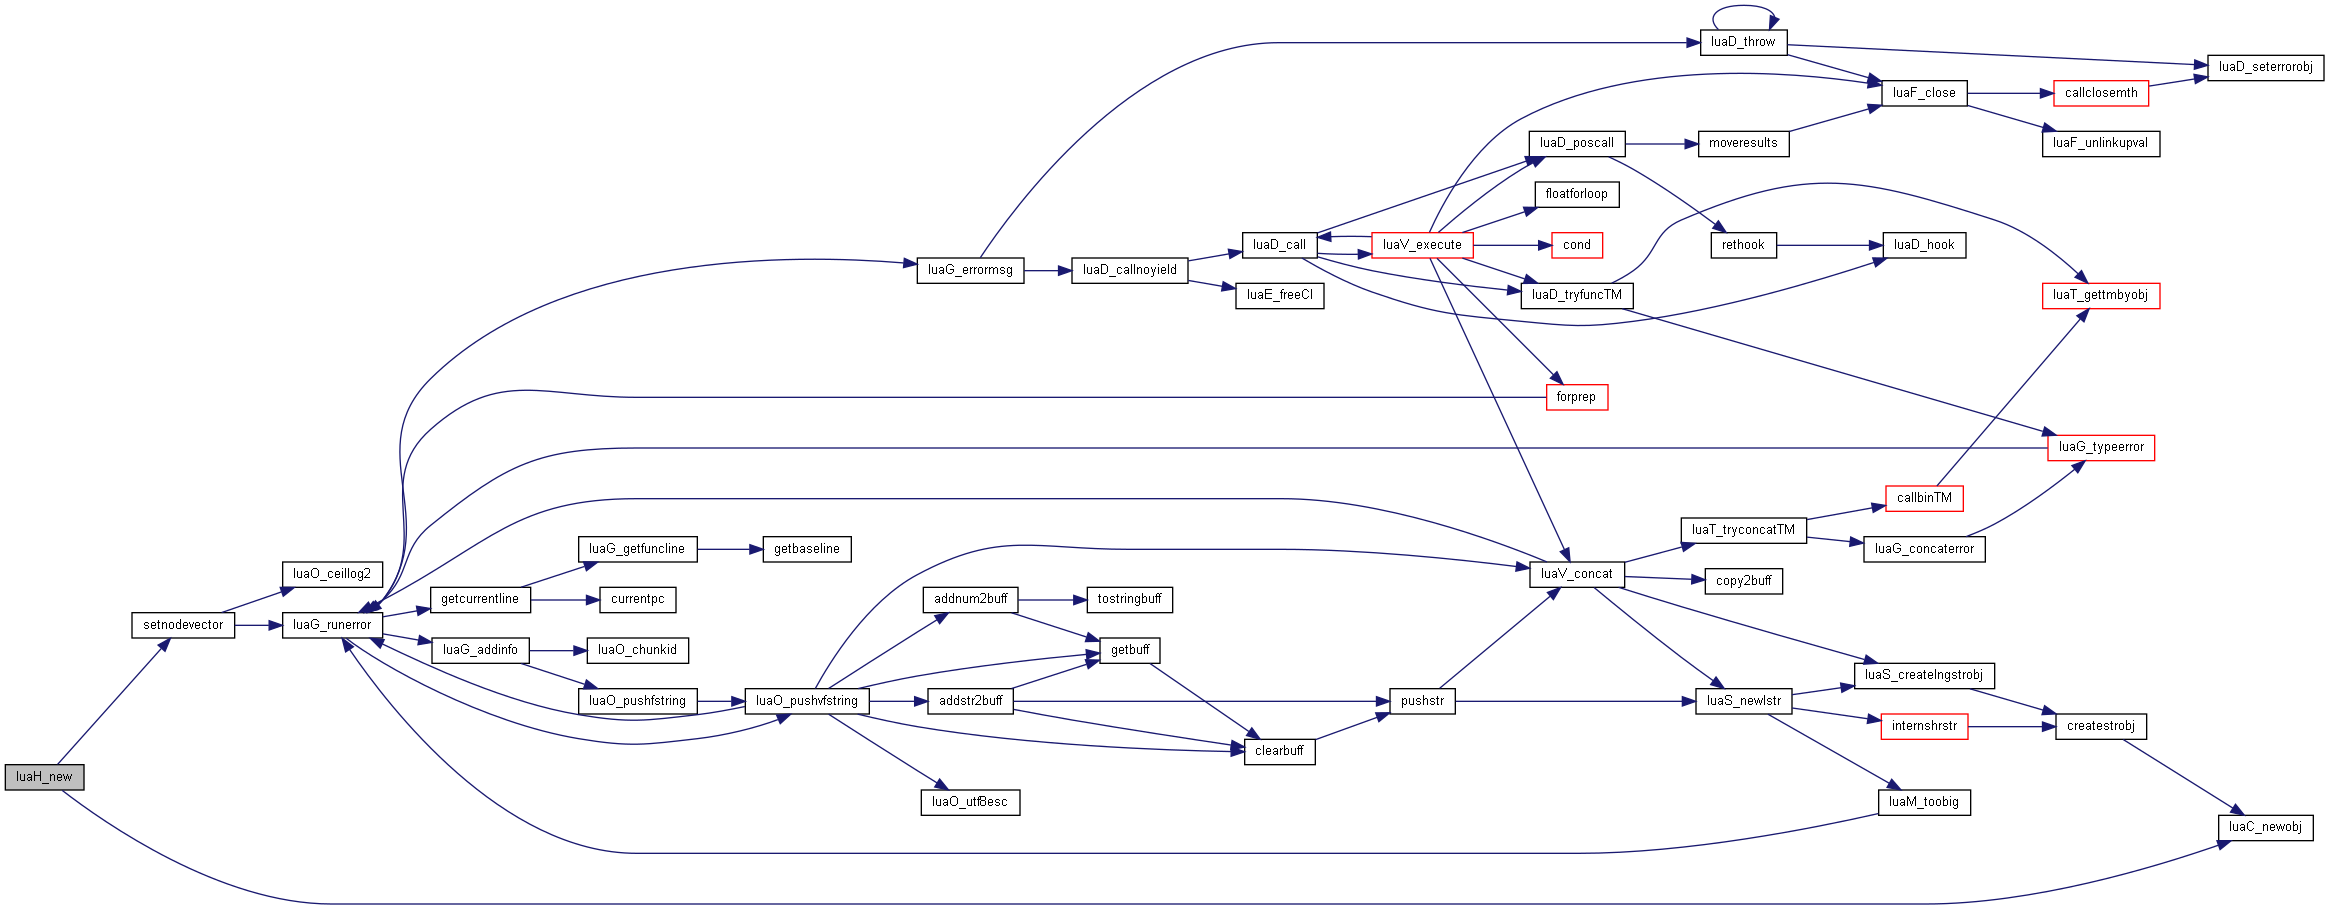 luaD_throw
luaD_seterrorobj
luaF_close
callclosemth
luaD_poscall
moveresults
luaF_unlinkupval
floatforloop
luaD_call
luaV_execute
cond
rethook
luaD_hook
luaG_errormsg
luaD_callnoyield
luaE_freeCI
luaD_tryfuncTM
luaT_gettmbyobj
forprep
luaG_typeerror
callbinTM
luaT_tryconcatTM
luaG_concaterror
luaG_getfuncline
getbaseline
luaO_ceillog2
luaV_concat
copy2buff
getcurrentline
currentpc
addnum2buff
tostringbuff
setnodevector
luaG_runerror
luaG_addinfo
luaO_chunkid
getbuff
luaS_createlngstrobj
luaO_pushfstring
luaO_pushvfstring
addstr2buff
pushstr
luaS_newlstr
internshrstr
createstrobj
clearbuff
luaH_new
luaO_utf8esc
luaM_toobig
luaC_newobj